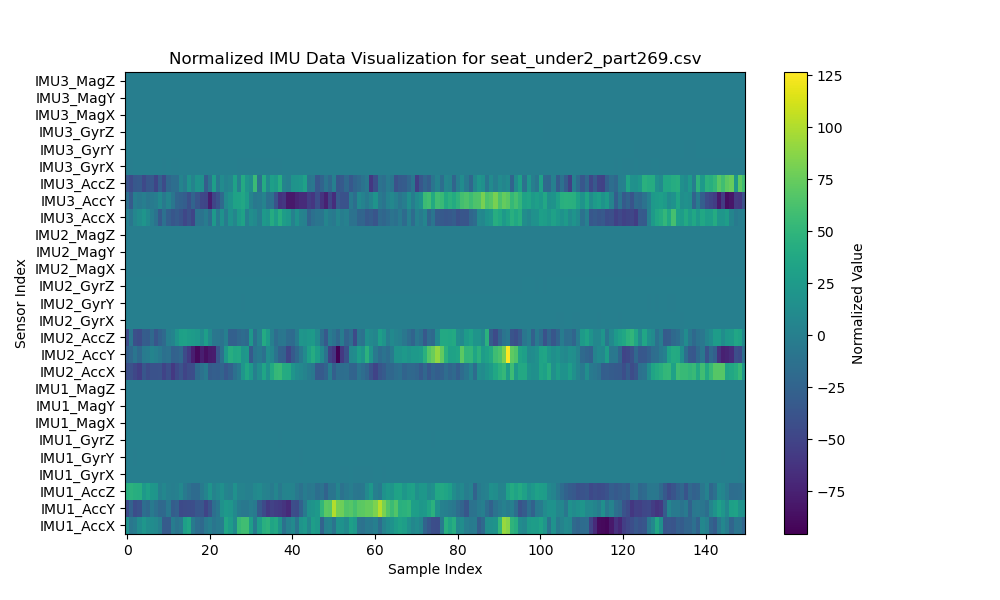 Normalized IMU Data Visualization for seat_under2_part269.csv
IMU3_MagZ
IMU3_MagY
IMU3_MagX
IMU3_GyrZ
IMU3_GyrY
IMU3_GyrX
IMU3_AccZ
IMU3_AccY
IMU3_AccX
IMU2_MagZ
IMU2_MagY
IMU2_MagX
IMU2_GyrZ
IMU2_GyrY
IMU2_GyrX
IMU2_AccZ
IMU2_AccY
IMU2_AccX
IMU1_MagZ
IMU1_MagY
IMU1_MagX
IMU1_GyrZ
IMU1_GyrY
IMU1_GyrX
IMU1_AccZ
IMU1_AccY
IMU1_AccX
Sensor Index
0 20 40 60 80 100 120 140
Sample Index
125
100
75
50
25
0
−25
−50
−75
Normalized Value